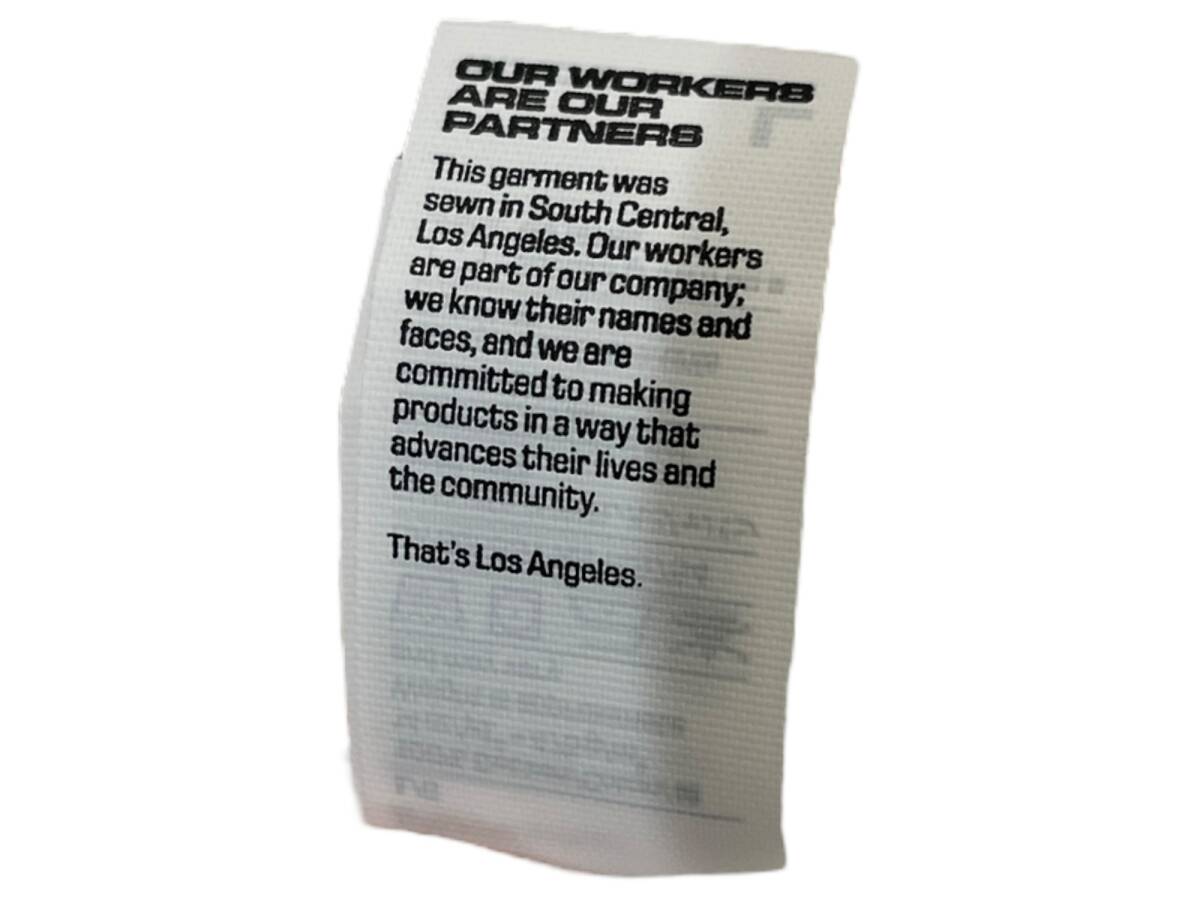 OUR WORKERS
ARE OUR
PARTNERS
This garment was
sewn in South Central,
Los Angeles. Our workers
are part of our company;
we know their names and
faces, and we are
committed to making
products in a way that
advances their lives and
the community.
That's Los Angeles.